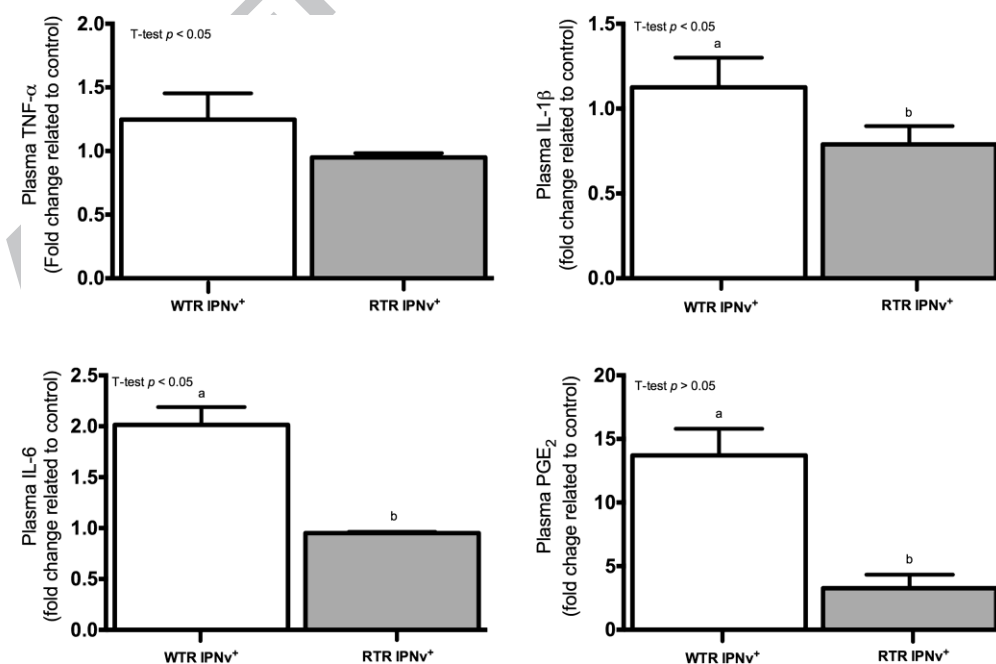 Plasma TNF-α
(Fold change related to control)
2.0
1.5
1.0
0.5
0.0
T-test p < 0.05
WTR IPNv⁺
RTR IPNv⁺
Plasma IL-1β
(fold change related to control)
1.5
1.0
0.5
0.0
T-test p < 0.05
a
b
WTR IPNv⁺
RTR IPNv⁺
Plasma IL-6
(fold change related to control)
2.5
2.0
1.5
1.0
0.5
0.0
T-test p < 0.05
a
b
WTR IPNv⁺
RTR IPNv⁺
Plasma PGE₂
(fold chage related to control)
20
15
10
5
0
T-test p > 0.05
a
b
WTR IPNv⁺
RTR IPNv⁺